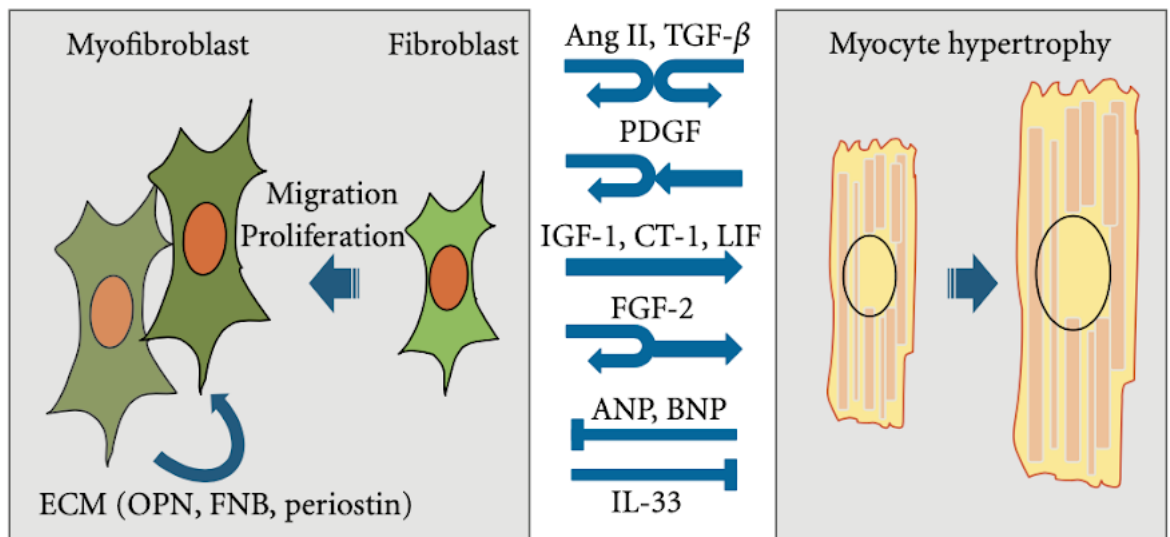 Myofibroblast
Fibroblast
Migration
Proliferation
ECM (OPN, FNB, periostin)
Ang II, TGF-β
PDGF
IGF-1, CT-1, LIF
FGF-2
ANP, BNP
IL-33
Myocyte hypertrophy